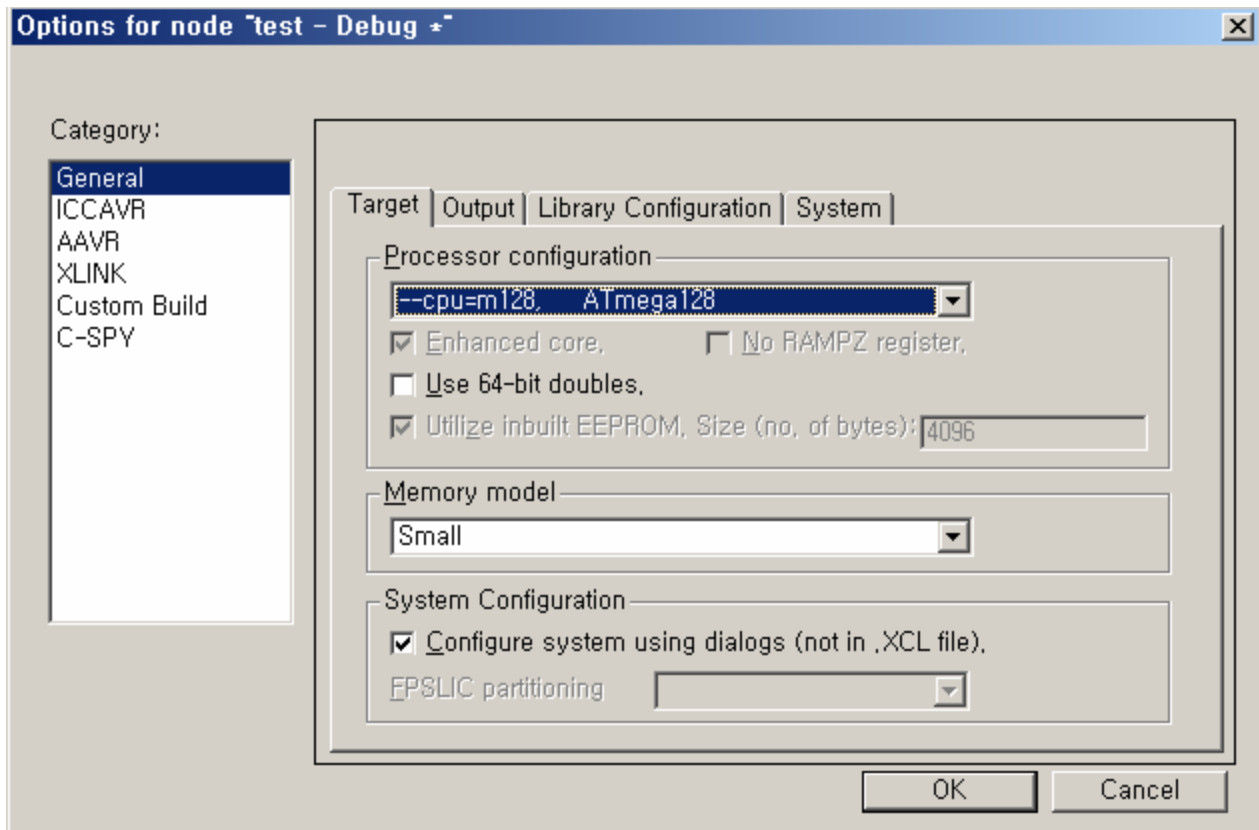 Options for node "test - Debug *"
Category:
General
ICCAVR
AAVR
XLINK
Custom Build
C-SPY
Target Output Library Configuration System
Processor configuration
--cpu=m128, ATmega128
Enhanced core, No RAMPZ register,
Use 64-bit doubles,
Utilize inbuilt EEPROM, Size (no, of bytes): 4096
Memory model
Small
System Configuration
Configure system using dialogs (not in ,XCL file),
FPSLIC partitioning
OK Cancel